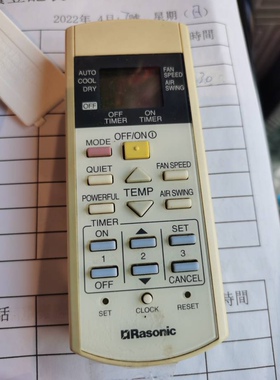 2022年 4月 星期(日)
時間
AUTO
COOL
DRY
FAN
SPEED
AIR
SWING
OFF
OFF
TIMER
ON
TIMER
30
MODE
OFF/ON
QUIET
FAN SPEED
POWERFUL
TEMP
AIR SWING
TIMER
ON
SET
1
2
3
OFF
CANCEL
SET
CLOCK
RESET
Rasonic
話
時間